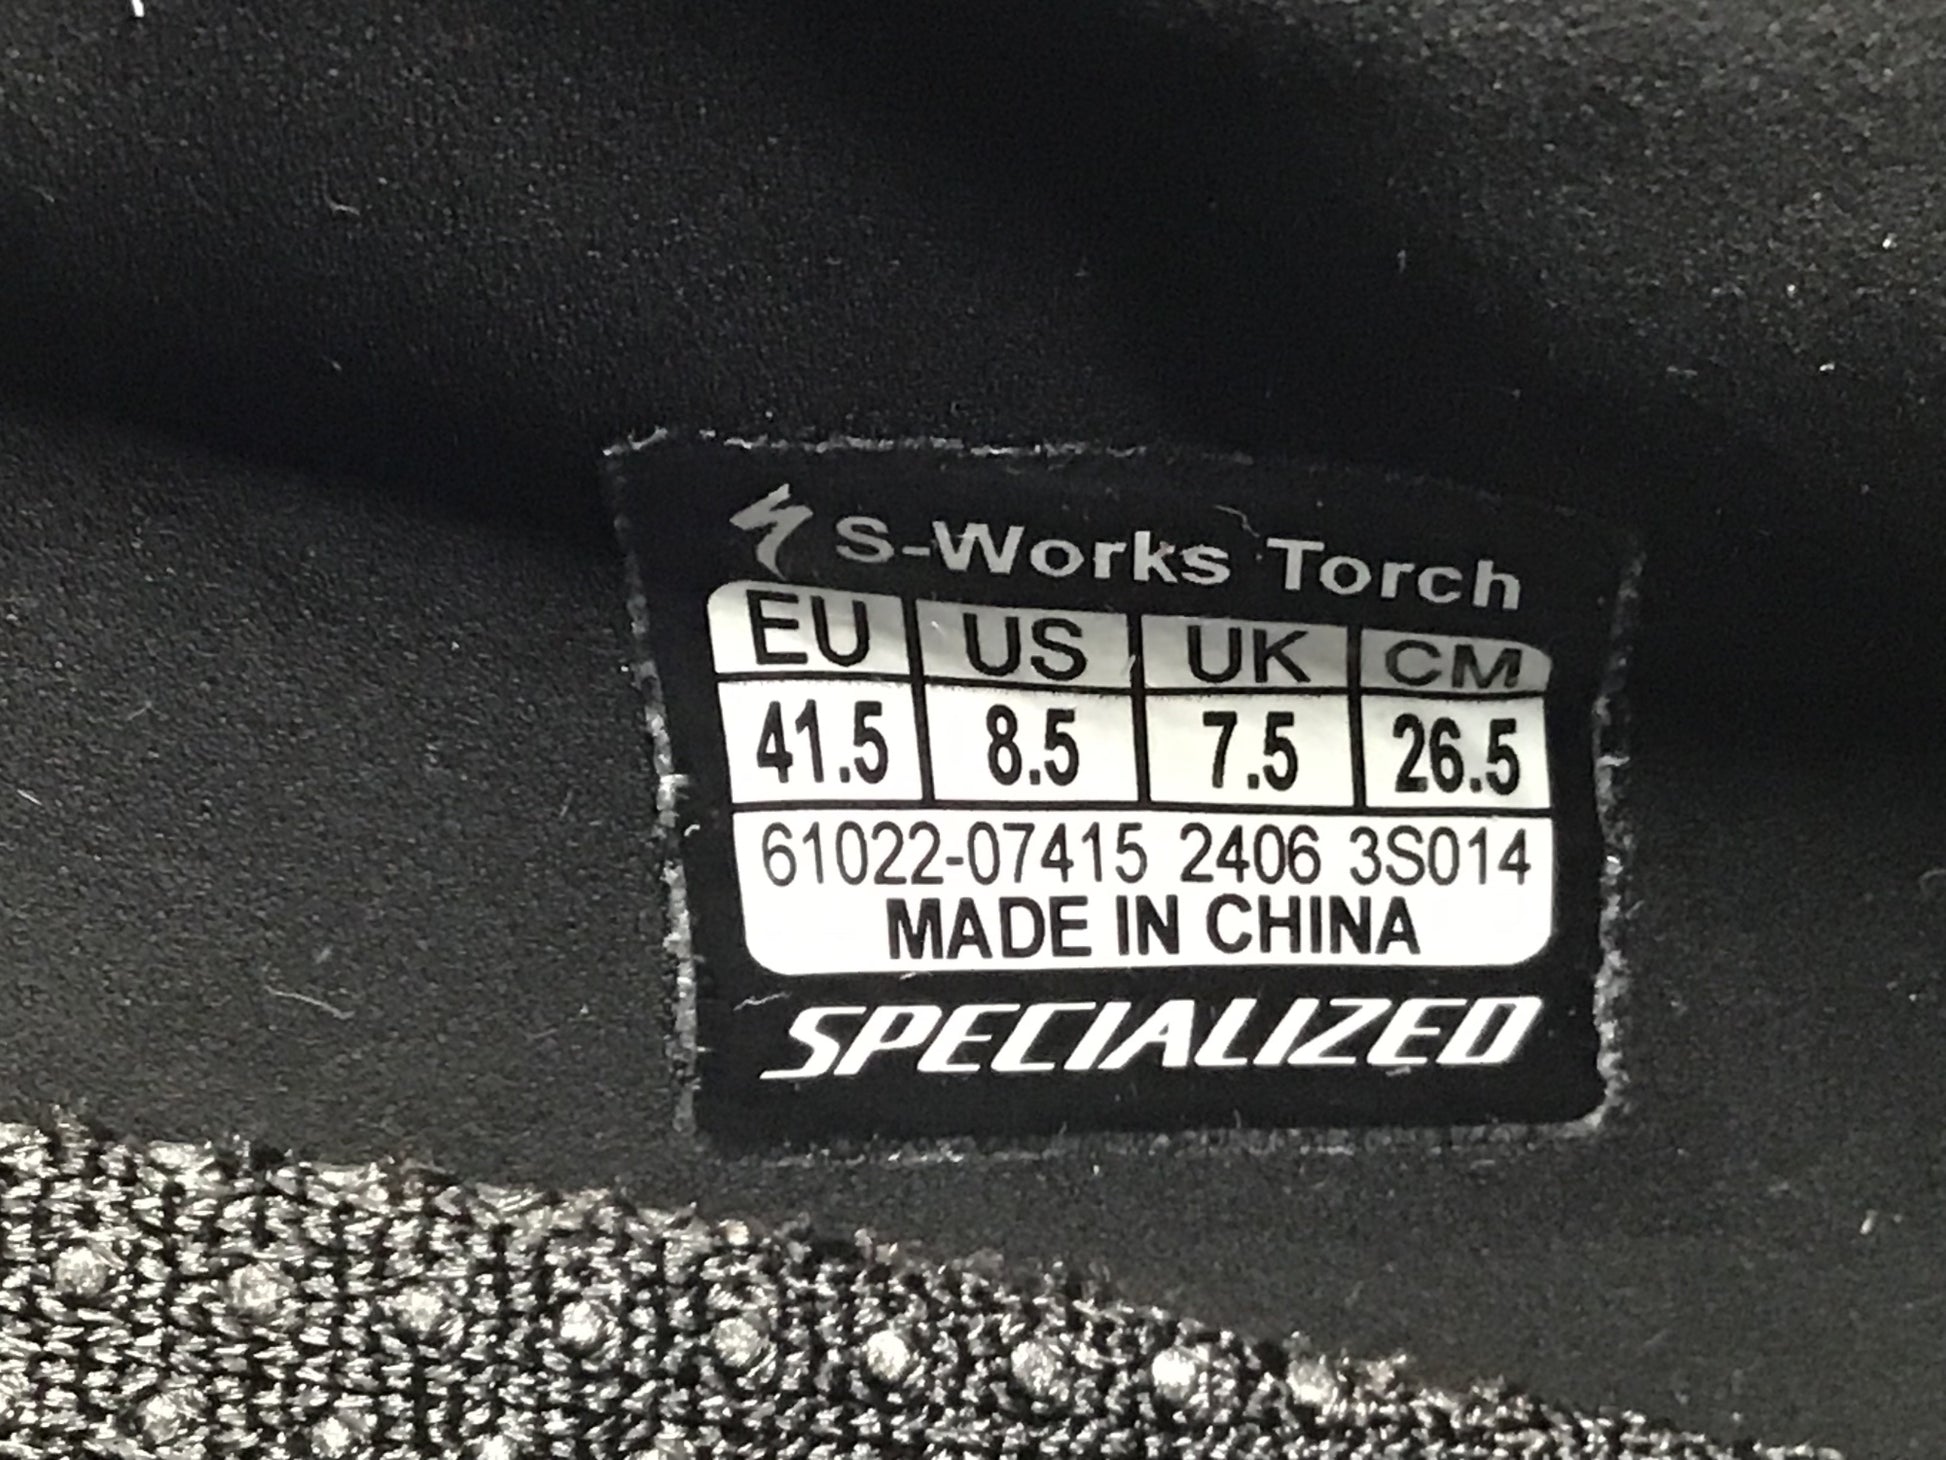 S-Works Torch
EU US UK CM
41.5 8.5 7.5 26.5
61022-07415 2406 3S014
MADE IN CHINA
SPECIALIZED